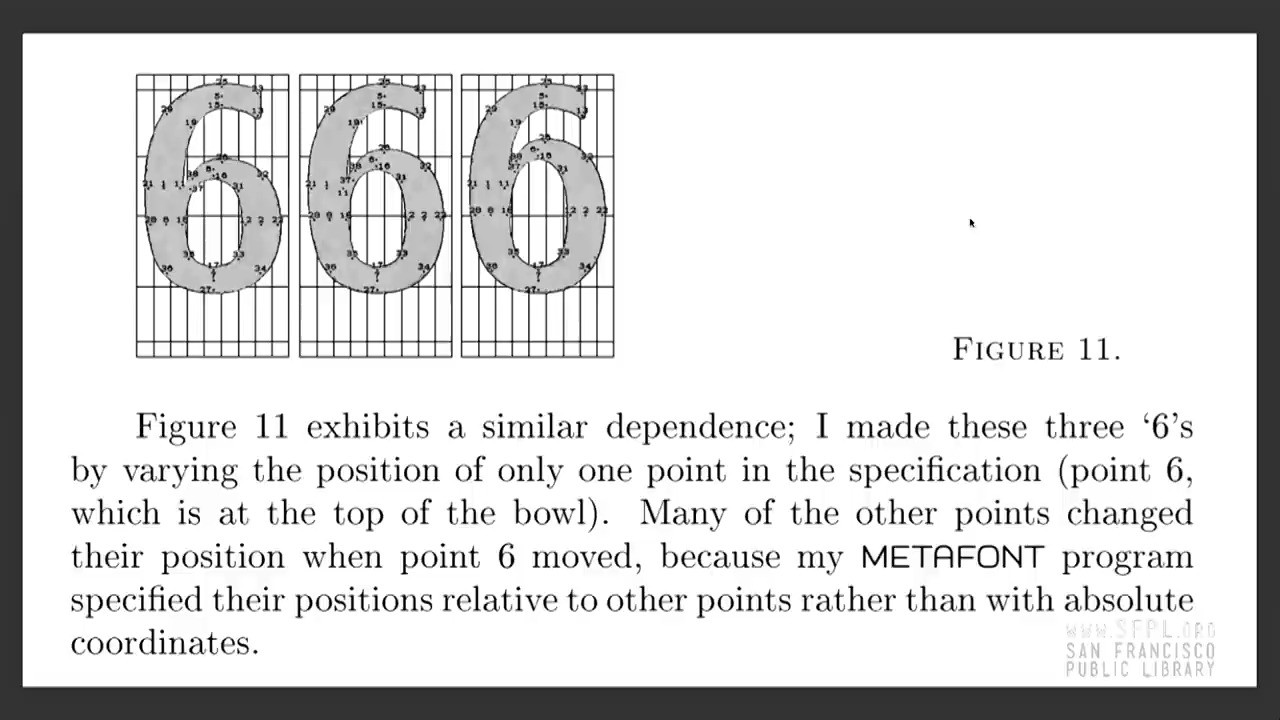 FIGURE 11.
Figure 11 exhibits a similar dependence; I made these three ‘6’s
by varying the position of only one point in the specification (point 6,
which is at the top of the bowl). Many of the other points changed
their position when point 6 moved, because my METAFONT program
specified their positions relative to other points rather than with absolute
coordinates.
WWW.SFPL.ORG
SAN FRANCISCO
PUBLIC LIBRARY